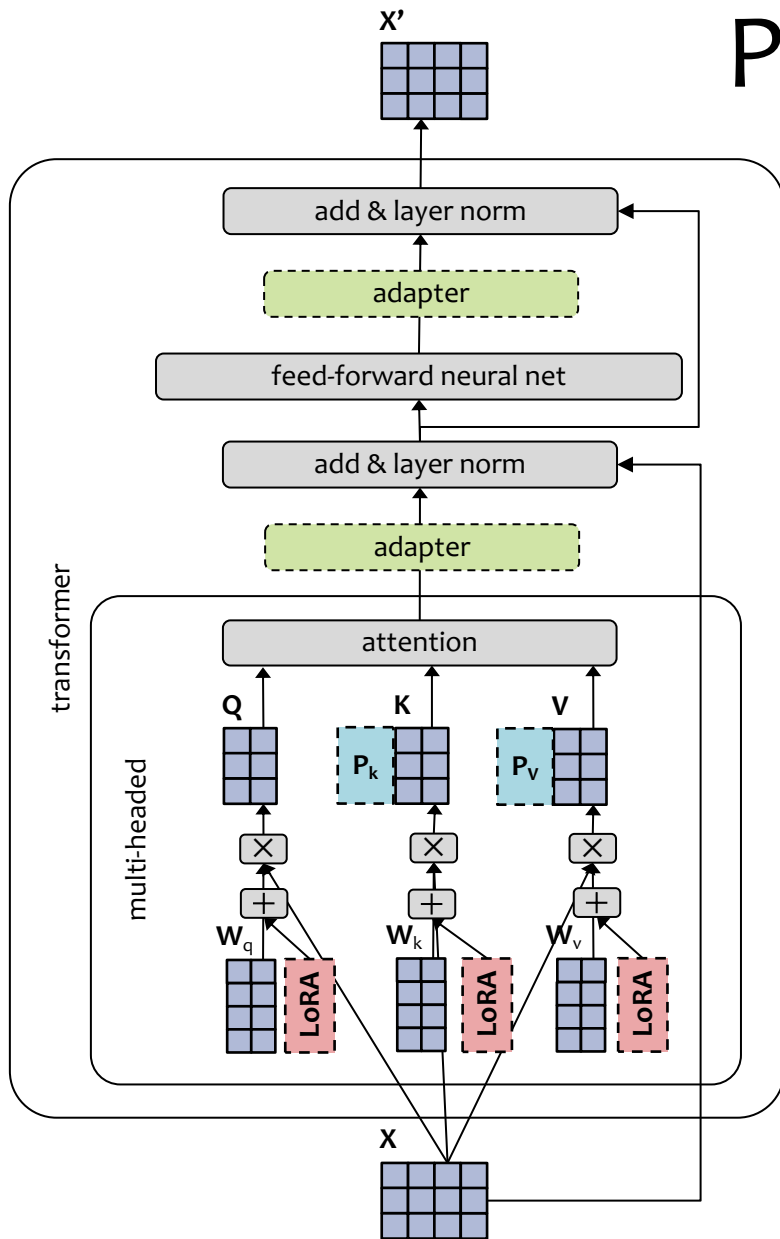 X’
P
add & layer norm
adapter
feed-forward neural net
add & layer norm
adapter
transformer
attention
Q K V
Pk PV
multi-headed
× × ×
+ + +
Wq Wk Wv
LoRA LoRA LoRA
X